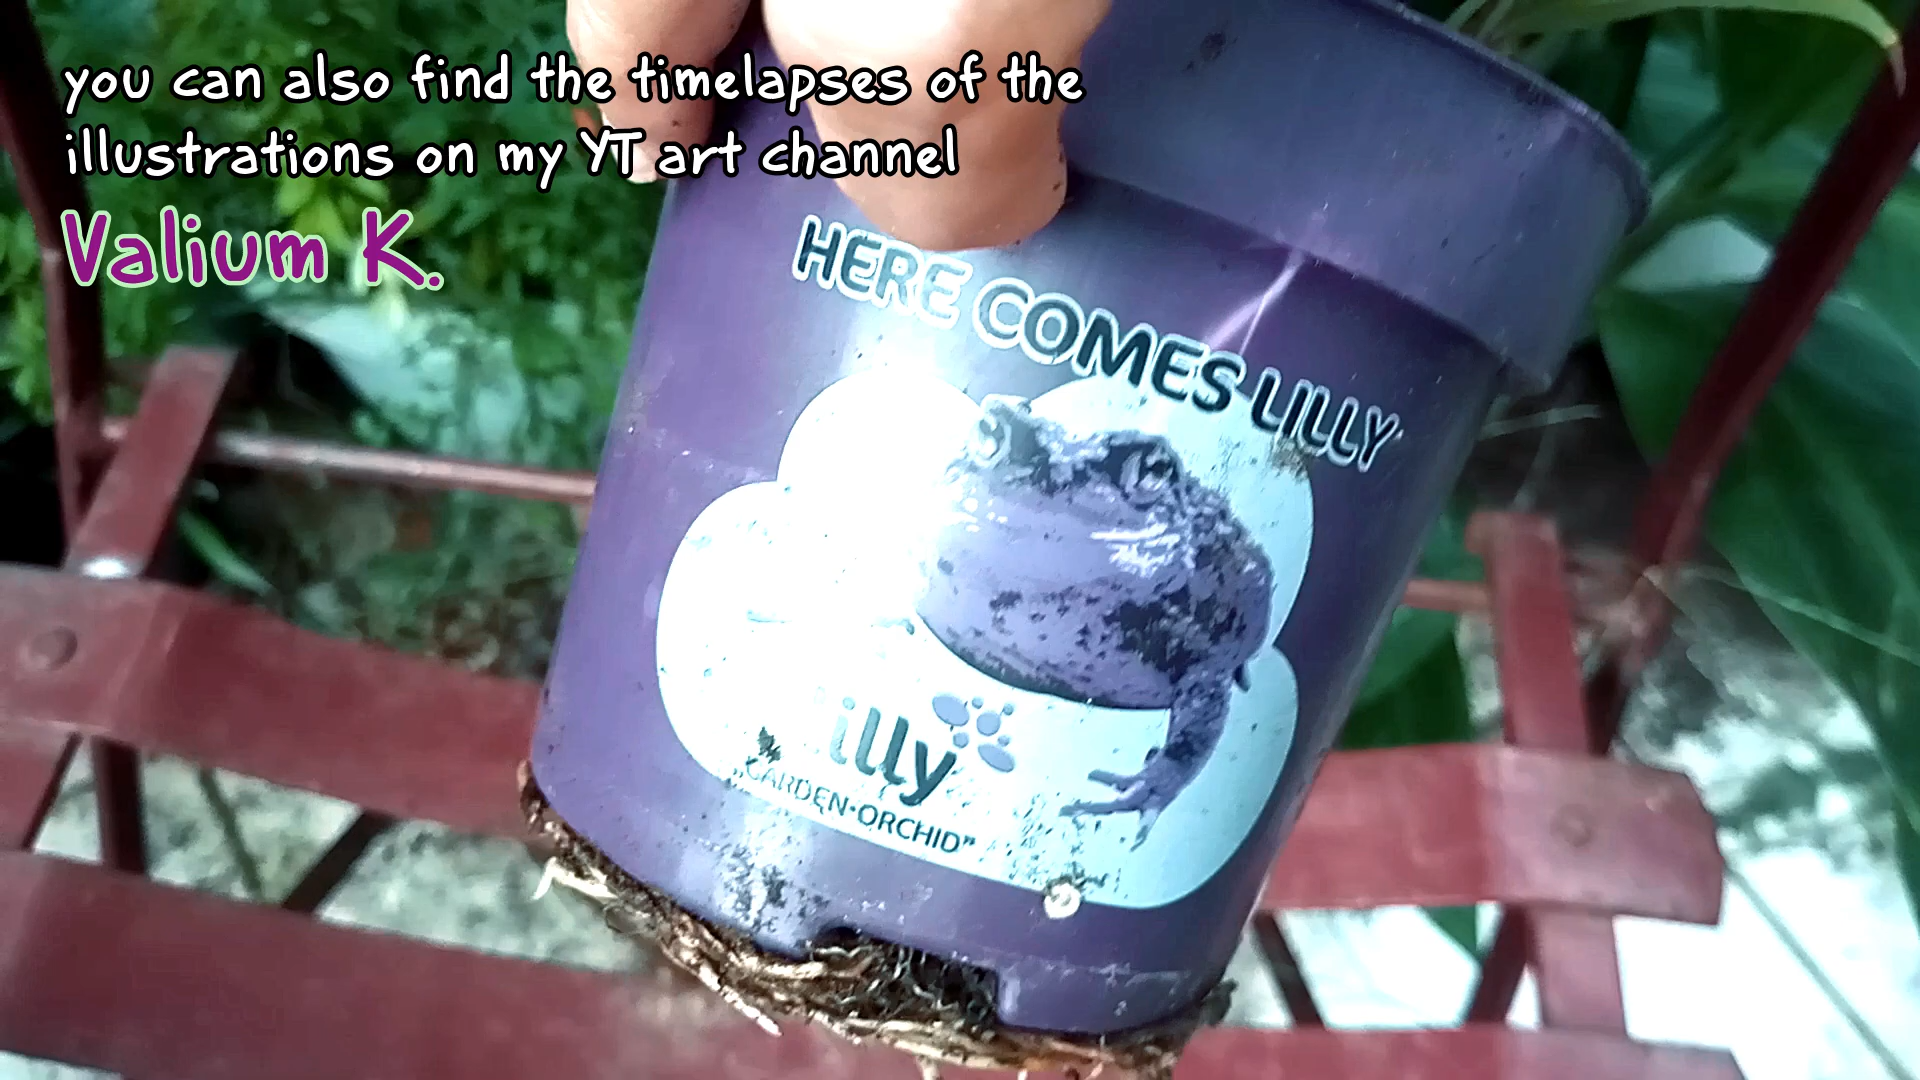 you can also find the timelapses of the
illustrations on my YT art channel
Valium K.
HERE COMES LILLY
illy
„GARDEN•ORCHID”